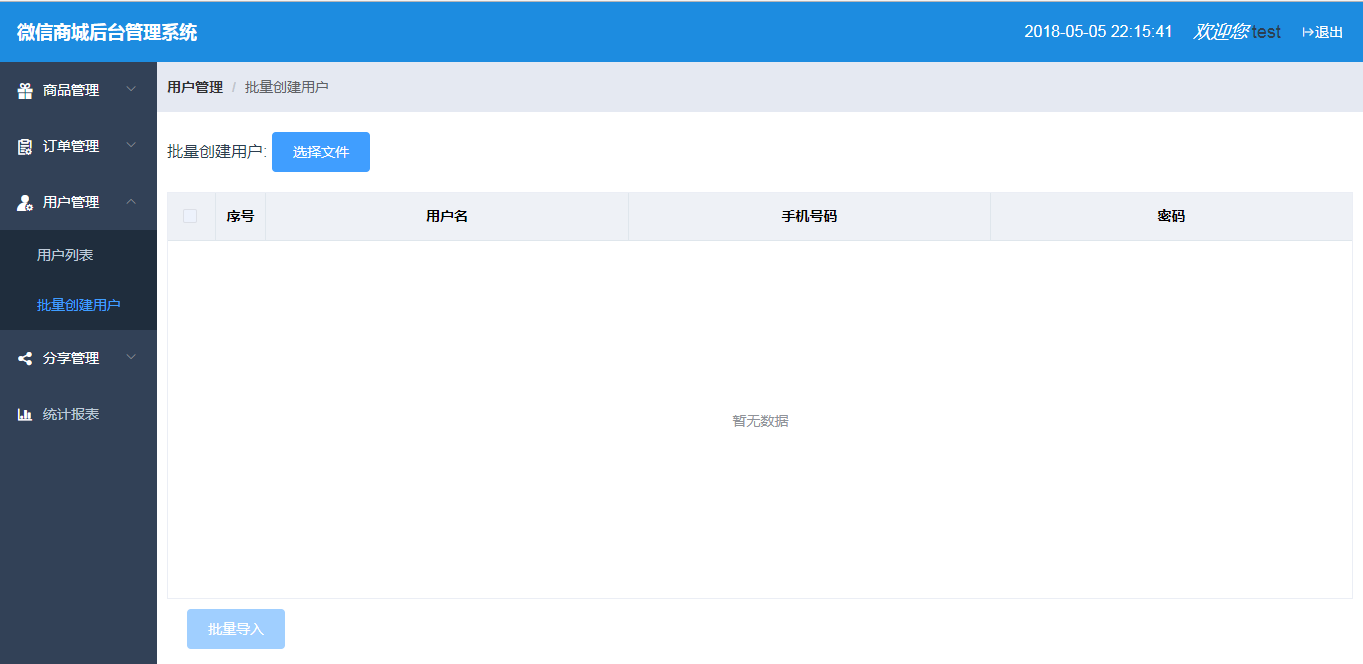 微信商城后台管理系统
2018-05-05 22:15:41 欢迎您 test 退出
商品管理
订单管理
用户管理
用户列表
批量创建用户
分享管理
统计报表
用户管理 / 批量创建用户
批量创建用户: 选择文件
序号 用户名 手机号码 密码
暂无数据
批量导入